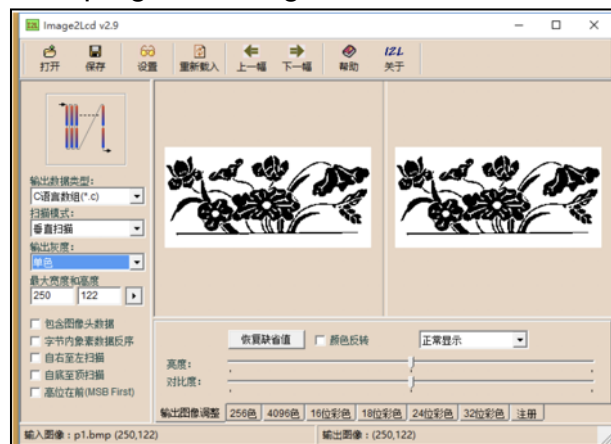 Image2Lcd v2.9
打开 保存 设置 重新载入 上一幅 下一幅 帮助 关于
输出数据类型:
C语言数组(*.c)
扫描模式:
垂直扫描
输出灰度:
单色
最大宽度和高度
250 122
包含图像头数据
字节内象素数据反序
自右至左扫描
自底至顶扫描
高位在前(MSB First)
恢复缺省值 颜色反转 正常显示
亮度:
对比度:
输出图像调整 256色 4096色 16位彩色 18位彩色 24位彩色 32位彩色 注册
输入图像: p1.bmp (250,122) 输出图像: (250,122)